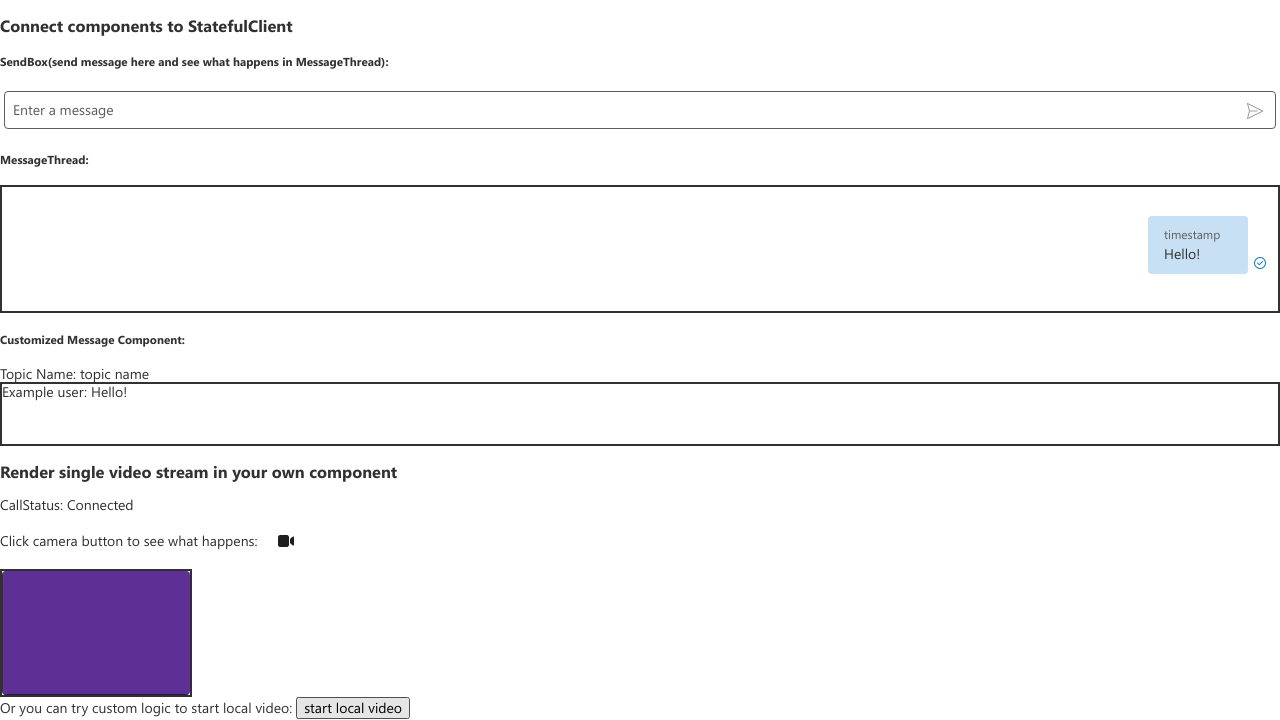 Connect components to StatefulClient
SendBox(send message here and see what happens in MessageThread):
Enter a message
MessageThread:
timestamp
Hello!
Customized Message Component:
Topic Name: topic name
Example user: Hello!
Render single video stream in your own component
CallStatus: Connected
Click camera button to see what happens:
Or you can try custom logic to start local video: start local video